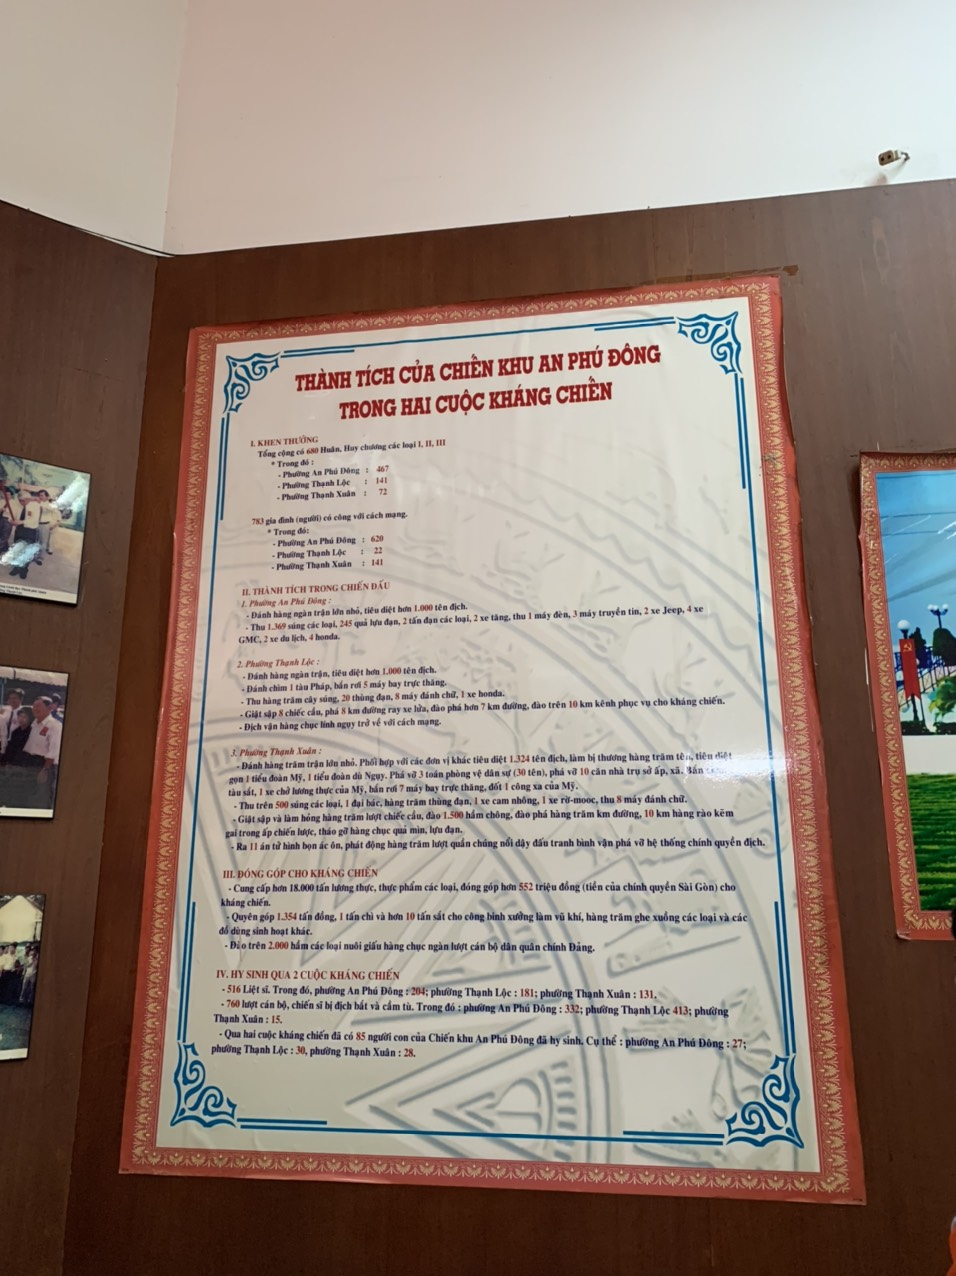 THÀNH TÍCH CỦA CHIẾN KHU AN PHÚ ĐÔNG
TRONG HAI CUỘC KHÁNG CHIẾN
I. KHEN THƯỞNG
Tổng cộng có 680 Huân, Huy chương các loại I, II, III
* Trong đó :
- Phường An Phú Đông : 467
- Phường Thạnh Lộc : 141
- Phường Thạnh Xuân : 72
783 gia đình (người) có công với cách mạng.
* Trong đó:
- Phường An Phú Đông : 620
- Phường Thạnh Lộc : 22
- Phường Thạnh Xuân : 141
II. THÀNH TÍCH TRONG CHIẾN ĐẤU
1. Phường An Phú Đông :
- Đánh hàng ngàn trận lớn nhỏ, tiêu diệt hơn 1.000 tên địch.
- Thu 1.369 súng các loại, 245 quả lựu đạn, 2 tấn đạn các loại, 2 xe tăng, thu 1 máy đèn, 3 máy truyền tin, 2 xe Jeep, 4 xe
GMC, 2 xe du lịch, 4 honda.
2. Phường Thạnh Lộc :
- Đánh hàng ngàn trận, tiêu diệt hơn 1.000 tên địch.
- Đánh chìm 1 tàu Pháp, bắn rơi 5 máy bay trực thăng.
- Thu hàng trăm cây súng, 20 thùng đạn, 8 máy đánh chữ, 1 xe honda.
- Giật sập 8 chiếc cầu, phá 8 km đường ray xe lửa, đào phá hơn 7 km đường, đào trên 10 km kênh phục vụ cho kháng chiến.
- Địch vận hàng chục lính ngụy trở về với cách mạng.
3. Phường Thạnh Xuân :
- Đánh hàng trăm trận lớn nhỏ. Phối hợp với các đơn vị khác tiêu diệt 1.324 tên địch, làm bị thương hàng trăm tên, tiêu diệt
gọn 1 tiểu đoàn Mỹ, 1 tiểu đoàn dù Ngụy. Phá vỡ 3 toán phòng vệ dân sự (30 tên), phá vỡ 10 căn nhà trụ sở ấp, xã. Bắn
tàu sắt, 1 xe chở lương thực của Mỹ, bắn rơi 7 máy bay trực thăng, đốt 1 công xa của Mỹ.
- Thu trên 500 súng các loại, 1 đại bác, hàng trăm thùng đạn, 1 xe cam nhông, 1 xe rờ-mooc, thu 8 máy đánh chữ.
- Giật sập và làm hỏng hàng trăm lượt chiếc cầu, đào 1.500 hầm chông, đào phá hàng trăm km đường, 10 km hàng rào kẽm
gai trong ấp chiến lược, tháo gỡ hàng chục quả mìn, lựu đạn.
- Ra 11 án tử hình bọn ác ôn, phát động hàng trăm lượt quần chúng nổi dậy đấu tranh bình vận phá vỡ hệ thống chính quyền địch.
III. ĐÓNG GÓP CHO KHÁNG CHIẾN
- Cung cấp hơn 18.000 tấn lương thực, thực phẩm các loại, đóng góp hơn 552 triệu đồng (tiền của chính quyền Sài Gòn) cho
kháng chiến.
- Quyên góp 1.354 tấn đồng, 1 tấn chì và hơn 10 tấn sắt cho công binh xưởng làm vũ khí, hàng trăm ghe xuồng các loại và các
đồ dùng sinh hoạt khác.
- Đào trên 2.000 hầm các loại nuôi giấu hàng chục ngàn lượt cán bộ dân quân chính Đảng.
IV. HY SINH QUA 2 CUỘC KHÁNG CHIẾN
- 516 Liệt sĩ. Trong đó, phường An Phú Đông : 204; phường Thạnh Lộc : 181; phường Thạnh Xuân : 131.
- 760 lượt cán bộ, chiến sĩ bị địch bắt và cầm tù. Trong đó : phường An Phú Đông : 332; phường Thạnh Lộc 413; phường
Thạnh Xuân : 15.
- Qua hai cuộc kháng chiến đã có 85 người con của Chiến khu An Phú Đông đã hy sinh. Cụ thể : phường An Phú Đông : 27;
phường Thạnh Lộc : 30, phường Thạnh Xuân : 28.